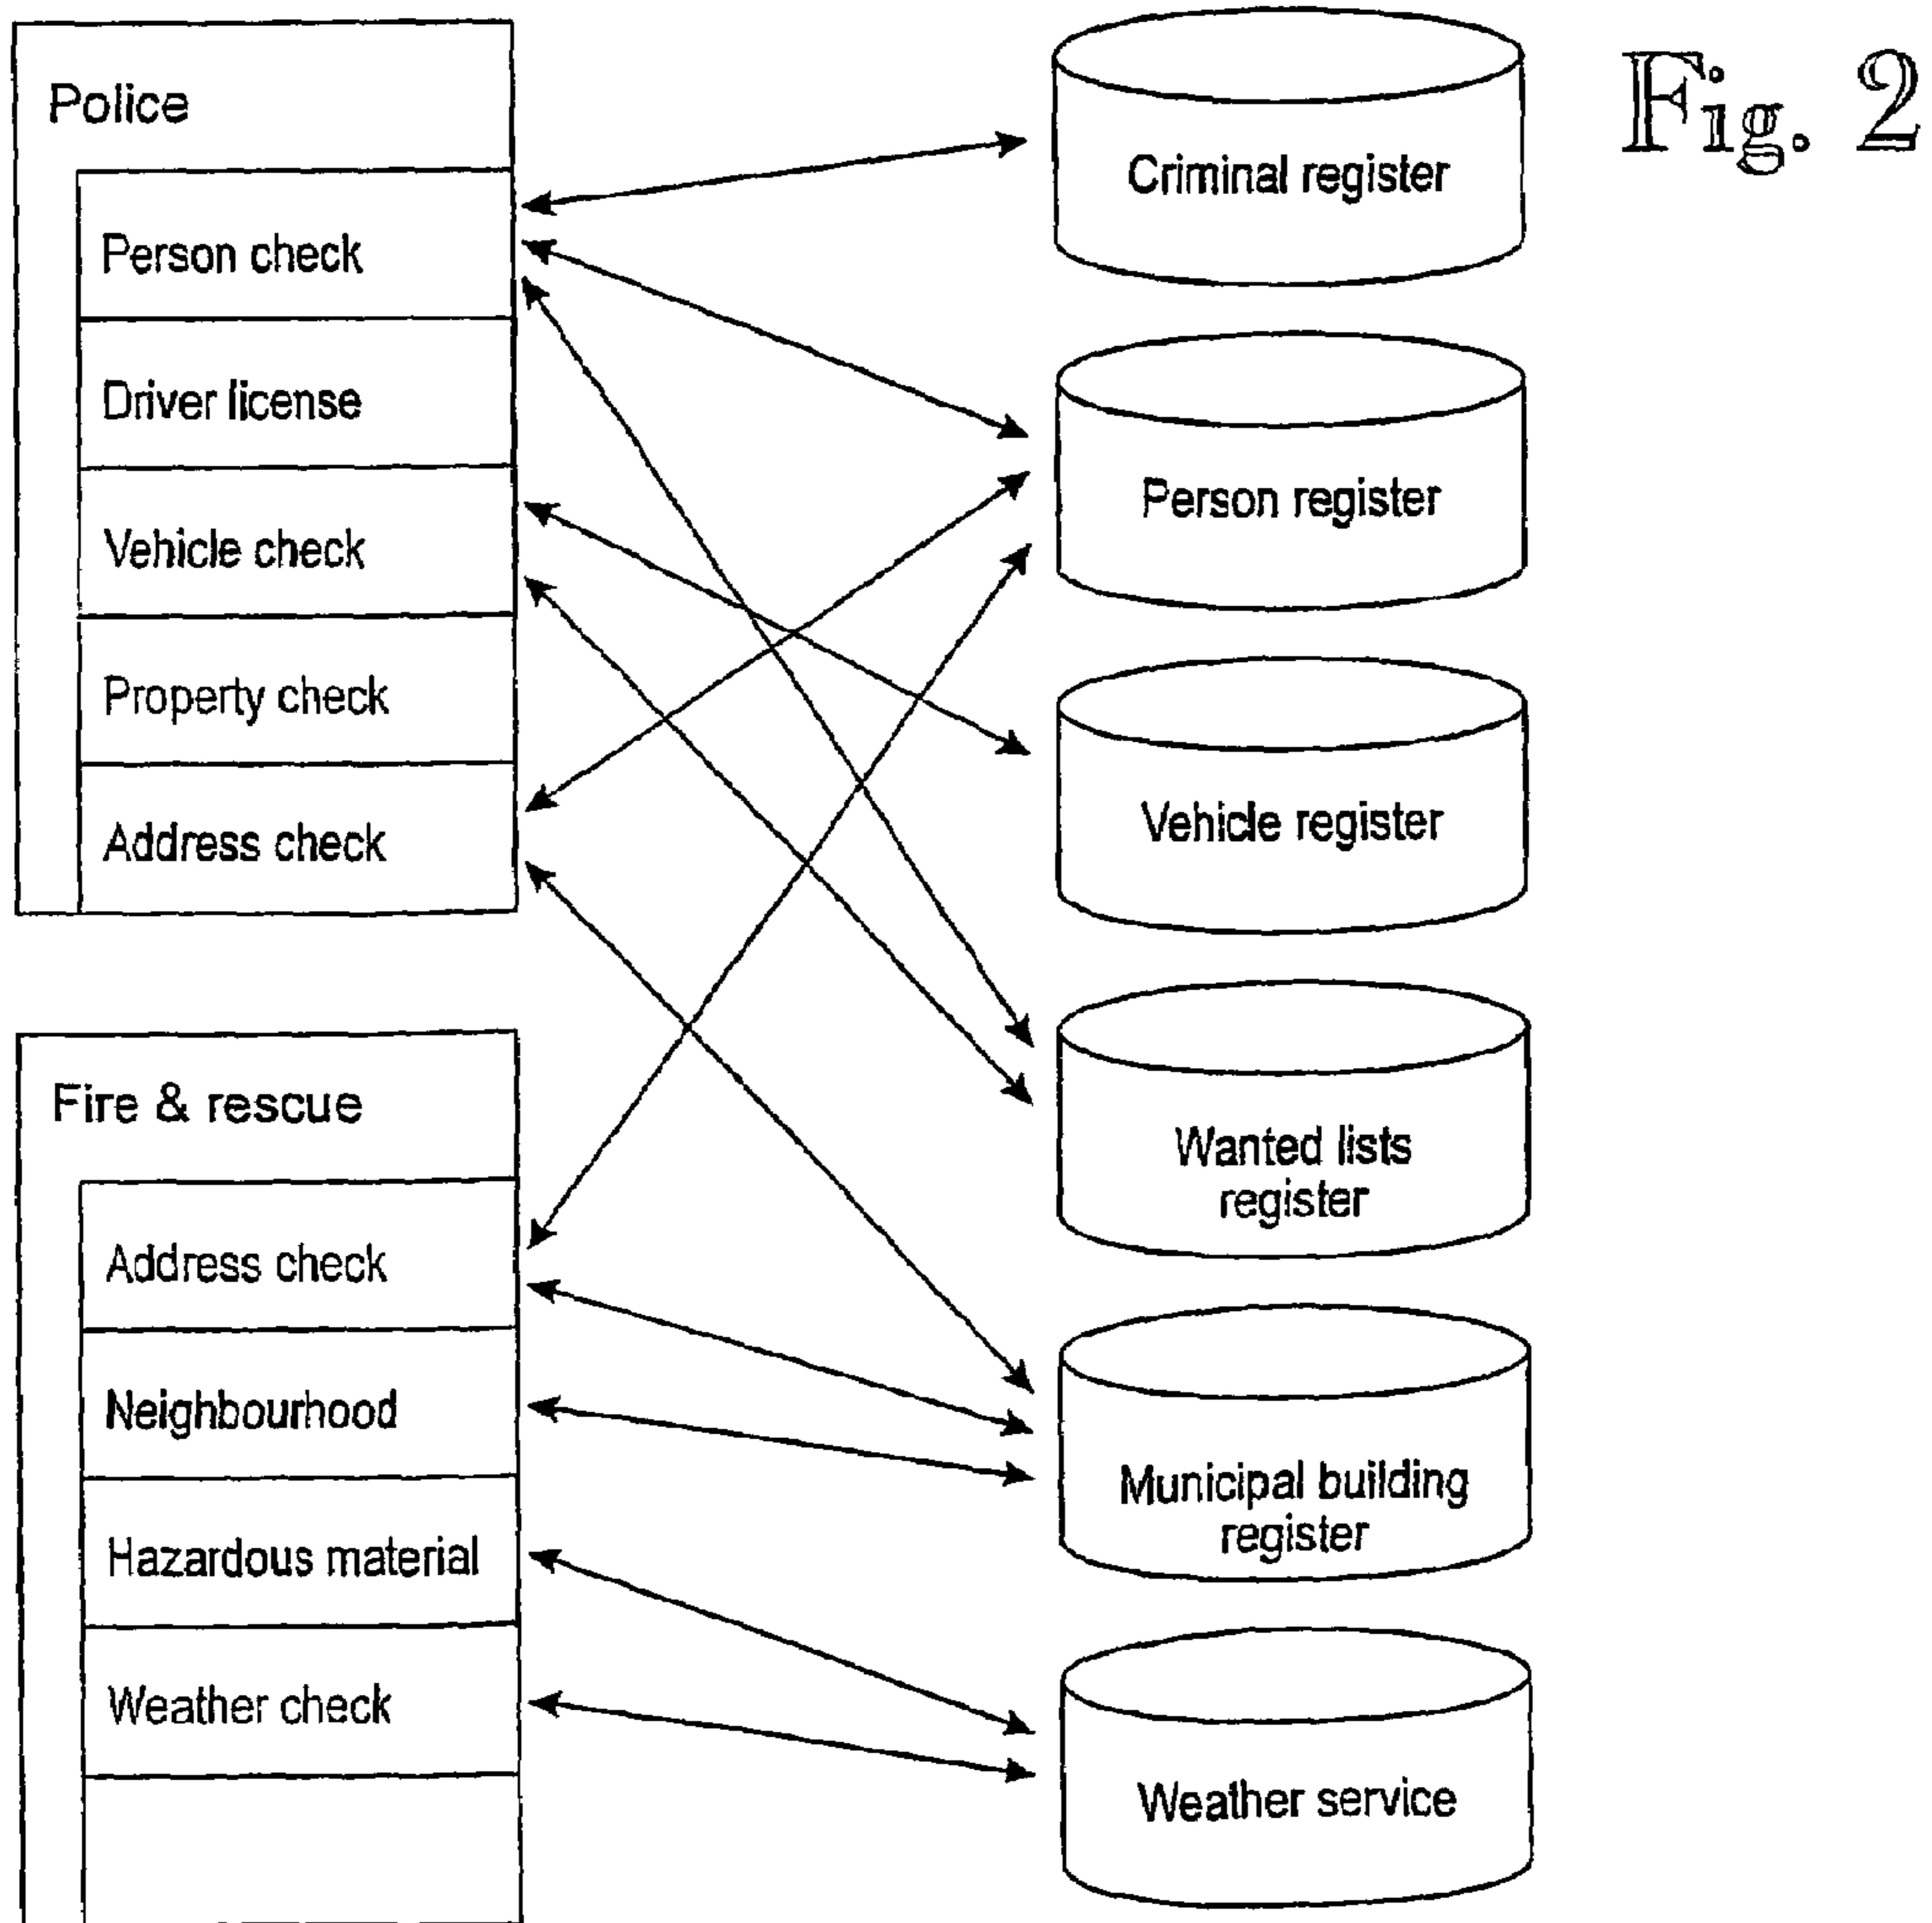 Fig. 2
Police
Person check
Driver license
Vehicle check
Property check
Address check
Fire & rescue
Address check
Neighbourhood
Hazardous material
Weather check
Criminal register
Person register
Vehicle register
Wanted lists
register
Municipal building
register
Weather service